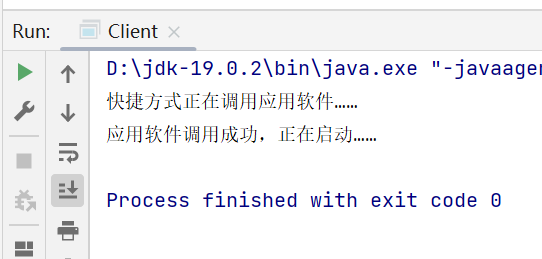 Run: Client
D:\jdk-19.0.2\bin\java.exe "-javaager
快捷方式正在调用应用软件……
应用软件调用成功，正在启动……
Process finished with exit code 0